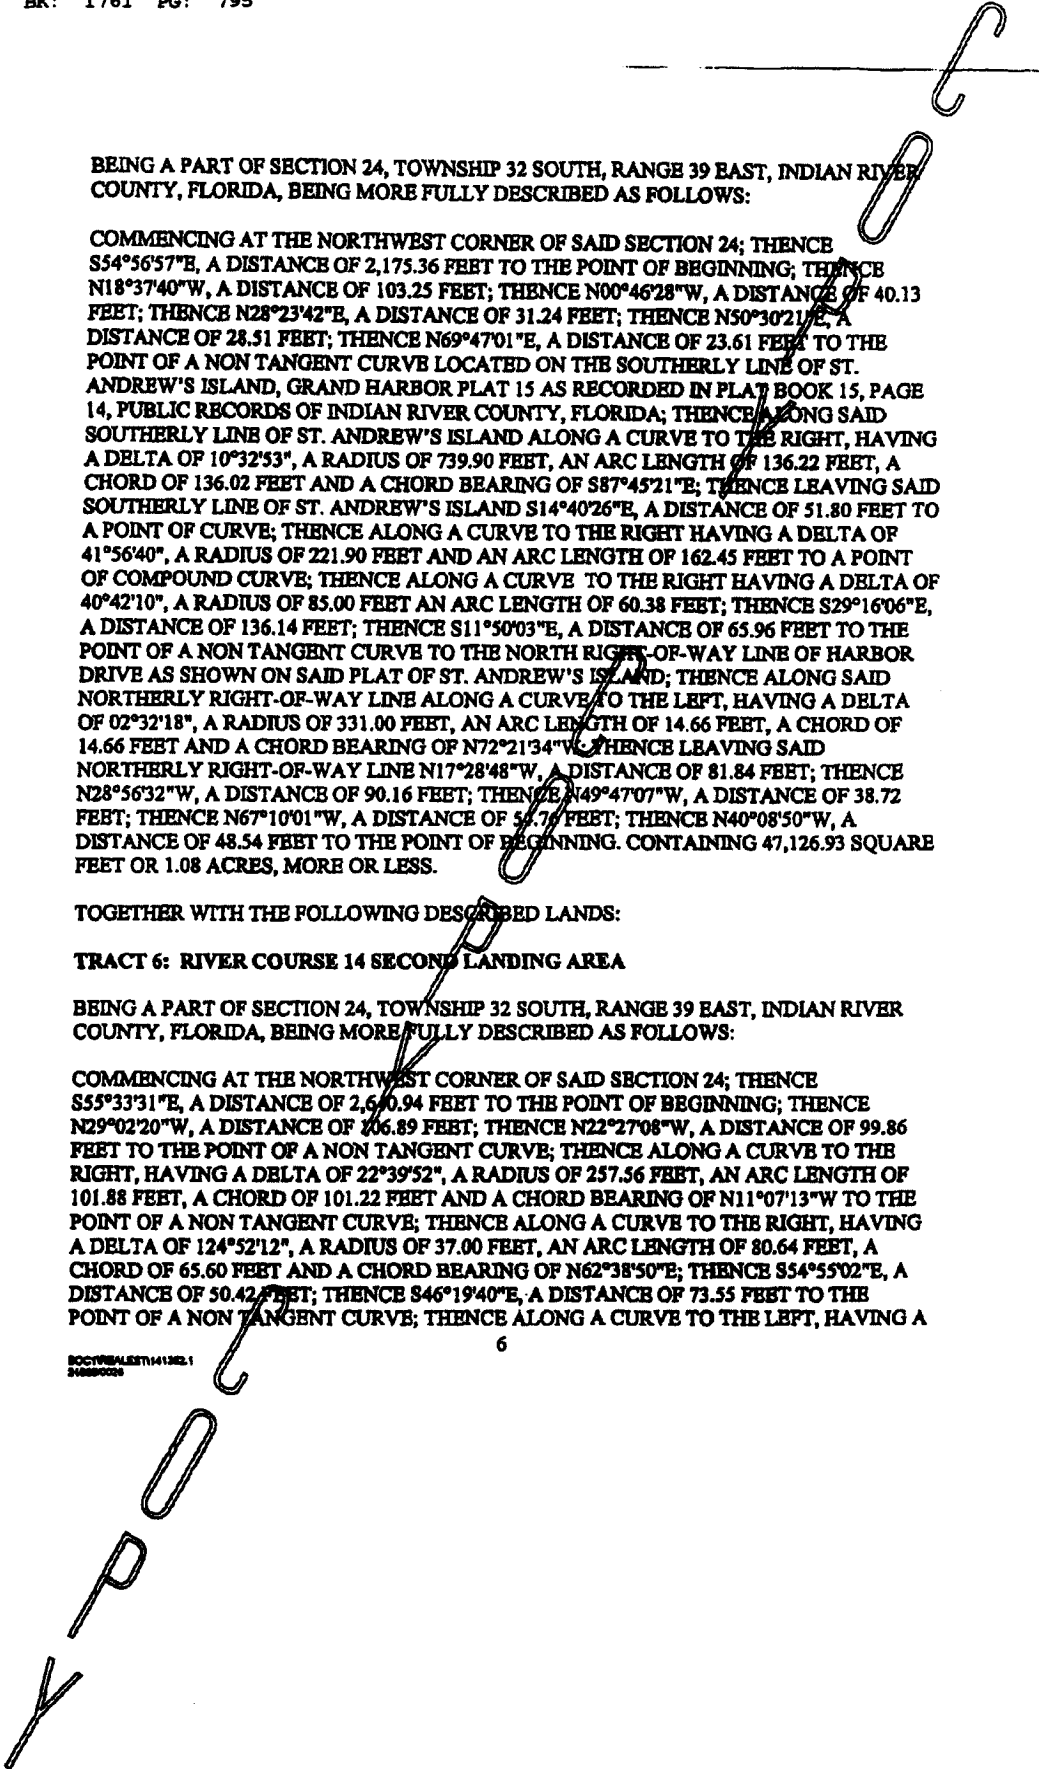 BK: 1761 PG: 795
BEING A PART OF SECTION 24, TOWNSHIP 32 SOUTH, RANGE 39 EAST, INDIAN RIVER
COUNTY, FLORIDA, BEING MORE FULLY DESCRIBED AS FOLLOWS:
COMMENCING AT THE NORTHWEST CORNER OF SAID SECTION 24; THENCE
S54°56'57"E, A DISTANCE OF 2,175.36 FEET TO THE POINT OF BEGINNING; THENCE
N18°37'40"W, A DISTANCE OF 103.25 FEET; THENCE N00°46'28"W, A DISTANCE OF 40.13
FEET; THENCE N28°23'42"E, A DISTANCE OF 31.24 FEET; THENCE N50°30'21"E, A
DISTANCE OF 28.51 FEET; THENCE N69°47'01"E, A DISTANCE OF 23.61 FEET TO THE
POINT OF A NON TANGENT CURVE LOCATED ON THE SOUTHERLY LINE OF ST.
ANDREW'S ISLAND, GRAND HARBOR PLAT 15 AS RECORDED IN PLAT BOOK 15, PAGE
14, PUBLIC RECORDS OF INDIAN RIVER COUNTY, FLORIDA; THENCE ALONG SAID
SOUTHERLY LINE OF ST. ANDREW'S ISLAND ALONG A CURVE TO THE RIGHT, HAVING
A DELTA OF 10°32'53", A RADIUS OF 739.90 FEET, AN ARC LENGTH OF 136.22 FEET, A
CHORD OF 136.02 FEET AND A CHORD BEARING OF S87°45'21"E; THENCE LEAVING SAID
SOUTHERLY LINE OF ST. ANDREW'S ISLAND S14°40'26"E, A DISTANCE OF 51.80 FEET TO
A POINT OF CURVE; THENCE ALONG A CURVE TO THE RIGHT HAVING A DELTA OF
41°56'40", A RADIUS OF 221.90 FEET AND AN ARC LENGTH OF 162.45 FEET TO A POINT
OF COMPOUND CURVE; THENCE ALONG A CURVE TO THE RIGHT HAVING A DELTA OF
40°42'10", A RADIUS OF 85.00 FEET AN ARC LENGTH OF 60.38 FEET; THENCE S29°16'06"E,
A DISTANCE OF 136.14 FEET; THENCE S11°50'03"E, A DISTANCE OF 65.96 FEET TO THE
POINT OF A NON TANGENT CURVE TO THE NORTH RIGHT-OF-WAY LINE OF HARBOR
DRIVE AS SHOWN ON SAID PLAT OF ST. ANDREW'S ISLAND; THENCE ALONG SAID
NORTHERLY RIGHT-OF-WAY LINE ALONG A CURVE TO THE LEFT, HAVING A DELTA
OF 02°32'18", A RADIUS OF 331.00 FEET, AN ARC LENGTH OF 14.66 FEET, A CHORD OF
14.66 FEET AND A CHORD BEARING OF N72°21'34"W; THENCE LEAVING SAID
NORTHERLY RIGHT-OF-WAY LINE N17°28'48"W, A DISTANCE OF 81.84 FEET; THENCE
N28°56'32"W, A DISTANCE OF 90.16 FEET; THENCE N49°47'07"W, A DISTANCE OF 38.72
FEET; THENCE N67°10'01"W, A DISTANCE OF FEET; THENCE N40°08'50"W, A
DISTANCE OF 48.54 FEET TO THE POINT OF BEGINNING. CONTAINING 47,126.93 SQUARE
FEET OR 1.08 ACRES, MORE OR LESS.
TOGETHER WITH THE FOLLOWING DESCRIBED LANDS:
TRACT 6: RIVER COURSE 14 SECOND LANDING AREA
BEING A PART OF SECTION 24, TOWNSHIP 32 SOUTH, RANGE 39 EAST, INDIAN RIVER
COUNTY, FLORIDA, BEING MORE FULLY DESCRIBED AS FOLLOWS:
COMMENCING AT THE NORTHWEST CORNER OF SAID SECTION 24; THENCE
S55°33'31"E, A DISTANCE OF 2,640.94 FEET TO THE POINT OF BEGINNING; THENCE
N29°02'20"W, A DISTANCE OF 106.89 FEET; THENCE N22°27'08"W, A DISTANCE OF 99.86
FEET TO THE POINT OF A NON TANGENT CURVE; THENCE ALONG A CURVE TO THE
RIGHT, HAVING A DELTA OF 22°39'52", A RADIUS OF 257.56 FEET, AN ARC LENGTH OF
101.88 FEET, A CHORD OF 101.22 FEET AND A CHORD BEARING OF N11°07'13"W TO THE
POINT OF A NON TANGENT CURVE; THENCE ALONG A CURVE TO THE RIGHT, HAVING
A DELTA OF 124°52'12", A RADIUS OF 37.00 FEET, AN ARC LENGTH OF 80.64 FEET, A
CHORD OF 65.60 FEET AND A CHORD BEARING OF N62°38'50"E; THENCE S54°55'02"E, A
DISTANCE OF 50.42 FEET; THENCE S46°19'40"E, A DISTANCE OF 73.55 FEET TO THE
POINT OF A NON TANGENT CURVE; THENCE ALONG A CURVE TO THE LEFT, HAVING A
6
COPY
COPY
COPY